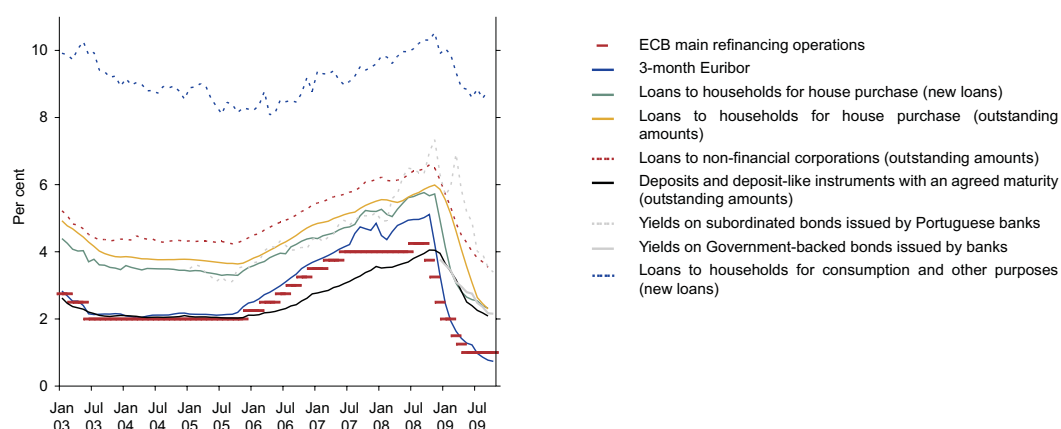 Per cent
10
8
6
4
2
0
Jan Jul Jan Jul Jan Jul Jan Jul Jan Jul Jan Jul Jan Jul
03 03 04 04 05 05 06 06 07 07 08 08 09 09
ECB main refinancing operations
3-month Euribor
Loans to households for house purchase (new loans)
Loans to households for house purchase (outstanding
amounts)
Loans to non-financial corporations (outstanding amounts)
Deposits and deposit-like instruments with an agreed maturity
(outstanding amounts)
Yields on subordinated bonds issued by Portuguese banks
Yields on Government-backed bonds issued by banks
Loans to households for consumption and other purposes
(new loans)